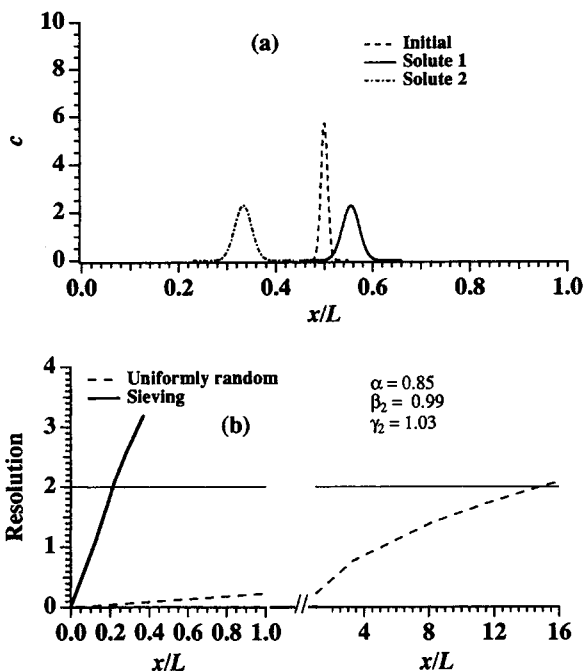 (a)
Initial
Solute 1
Solute 2
10
8
6
4
2
0
c
0.0 0.2 0.4 0.6 0.8 1.0
x/L
Uniformly random
Sieving
(b)
α = 0.85
β₂ = 0.99
γ₂ = 1.03
4
3
2
1
0
Resolution
0.0 0.2 0.4 0.6 0.8 1.0 // 4 8 12 16
x/L x/L